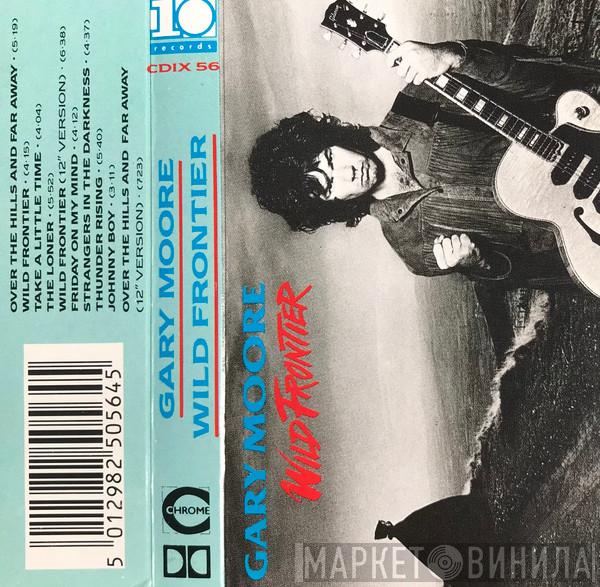 OVER THE HILLS AND FAR AWAY · (5·19)
WILD FRONTIER · (4·15)
TAKE A LITTLE TIME · (4·04)
THE LONER · (5·52)
WILD FRONTIER (12" VERSION) · (6·38)
FRIDAY ON MY MIND · (4·12)
STRANGERS IN THE DARKNESS · (4·37)
THUNDER RISING · (5·40)
JOHNNY BOY · (3·11)
OVER THE HILLS AND FAR AWAY
(12" VERSION) · (723)
5 012982 505645
10
records
CDIX 56
GARY MOORE
WILD FRONTIER
CHROME
GARY MOORE
WILD FRONTIER
Gibson
МАРКЕТ ВИНИЛА